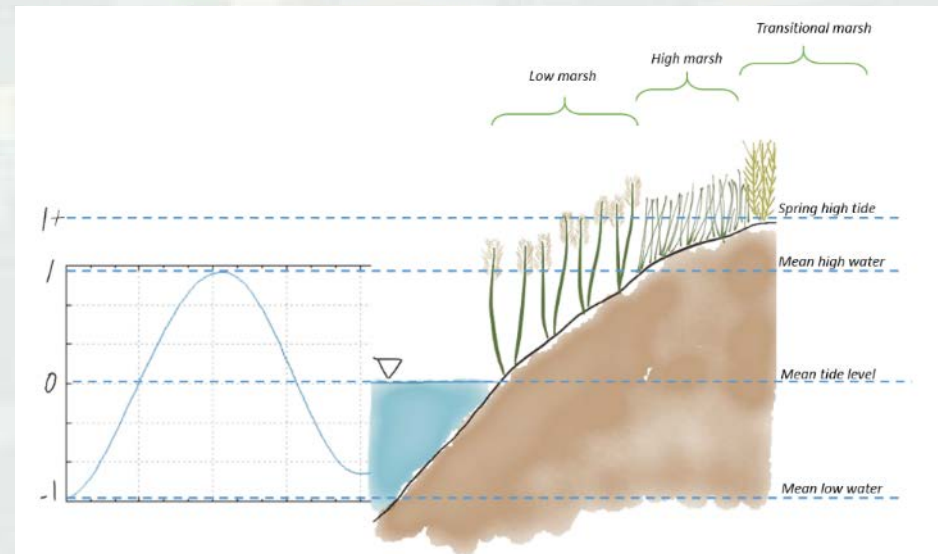 Transitional marsh
High marsh
Low marsh
1+
Spring high tide
1
Mean high water
0
Mean tide level
-1
Mean low water